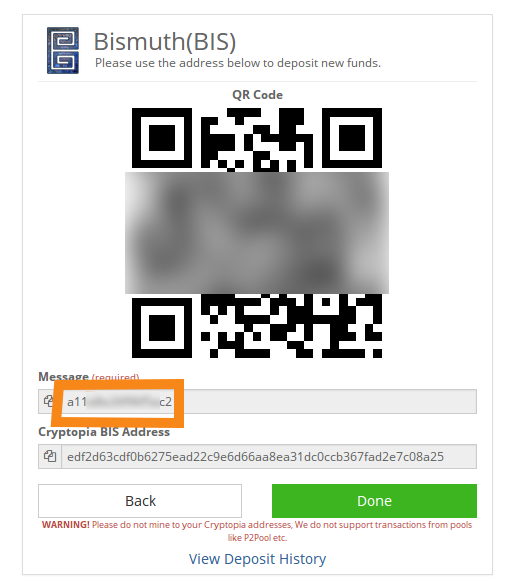 Bismuth(BIS)
Please use the address below to deposit new funds.
QR Code
Message (required)
a11 c2
Cryptopia BIS Address
edf2d63cdf0b6275ead22c9e6d66aa8ea31dc0ccb367fad2e7c08a25
Back
Done
WARNING! Please do not mine to your Cryptopia addresses, We do not support transactions from pools
like P2Pool etc.
View Deposit History